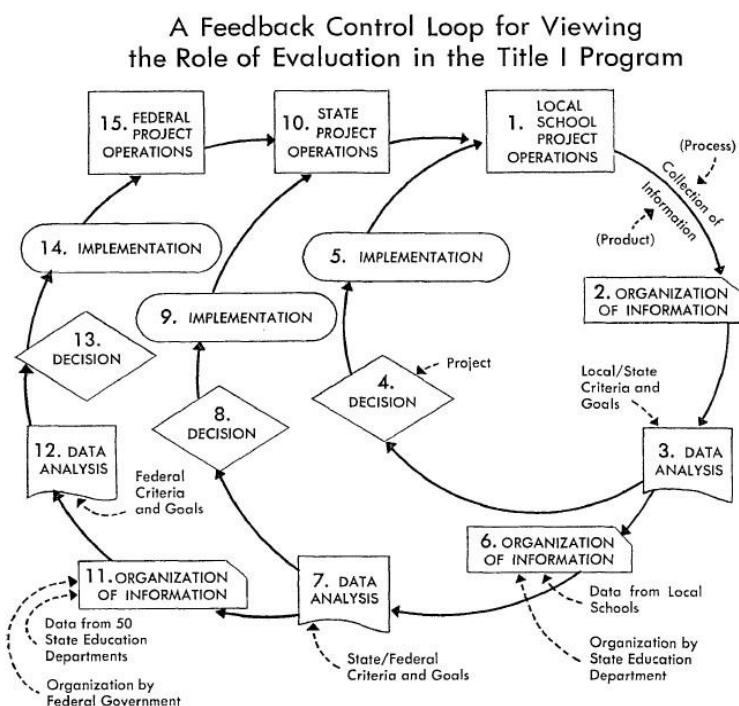 A Feedback Control Loop for Viewing
the Role of Evaluation in the Title I Program
15. FEDERAL
PROJECT
OPERATIONS
10. STATE
PROJECT
OPERATIONS
1. LOCAL
SCHOOL
PROJECT
OPERATIONS
(Process)
Collection of
Information
(Product)
14. IMPLEMENTATION
5. IMPLEMENTATION
2. ORGANIZATION
OF INFORMATION
9. IMPLEMENTATION
13.
DECISION
Project
4.
DECISION
Local/State
Criteria and
Goals
8.
DECISION
12. DATA
ANALYSIS
3. DATA
ANALYSIS
Federal
Criteria
and Goals
6. ORGANIZATION
OF INFORMATION
11. ORGANIZATION
OF INFORMATION
7. DATA
ANALYSIS
Data from Local
Schools
Data from 50
State Education
Departments
Organization by
State Education
Department
State/Federal
Criteria and Goals
Organization by
Federal Government